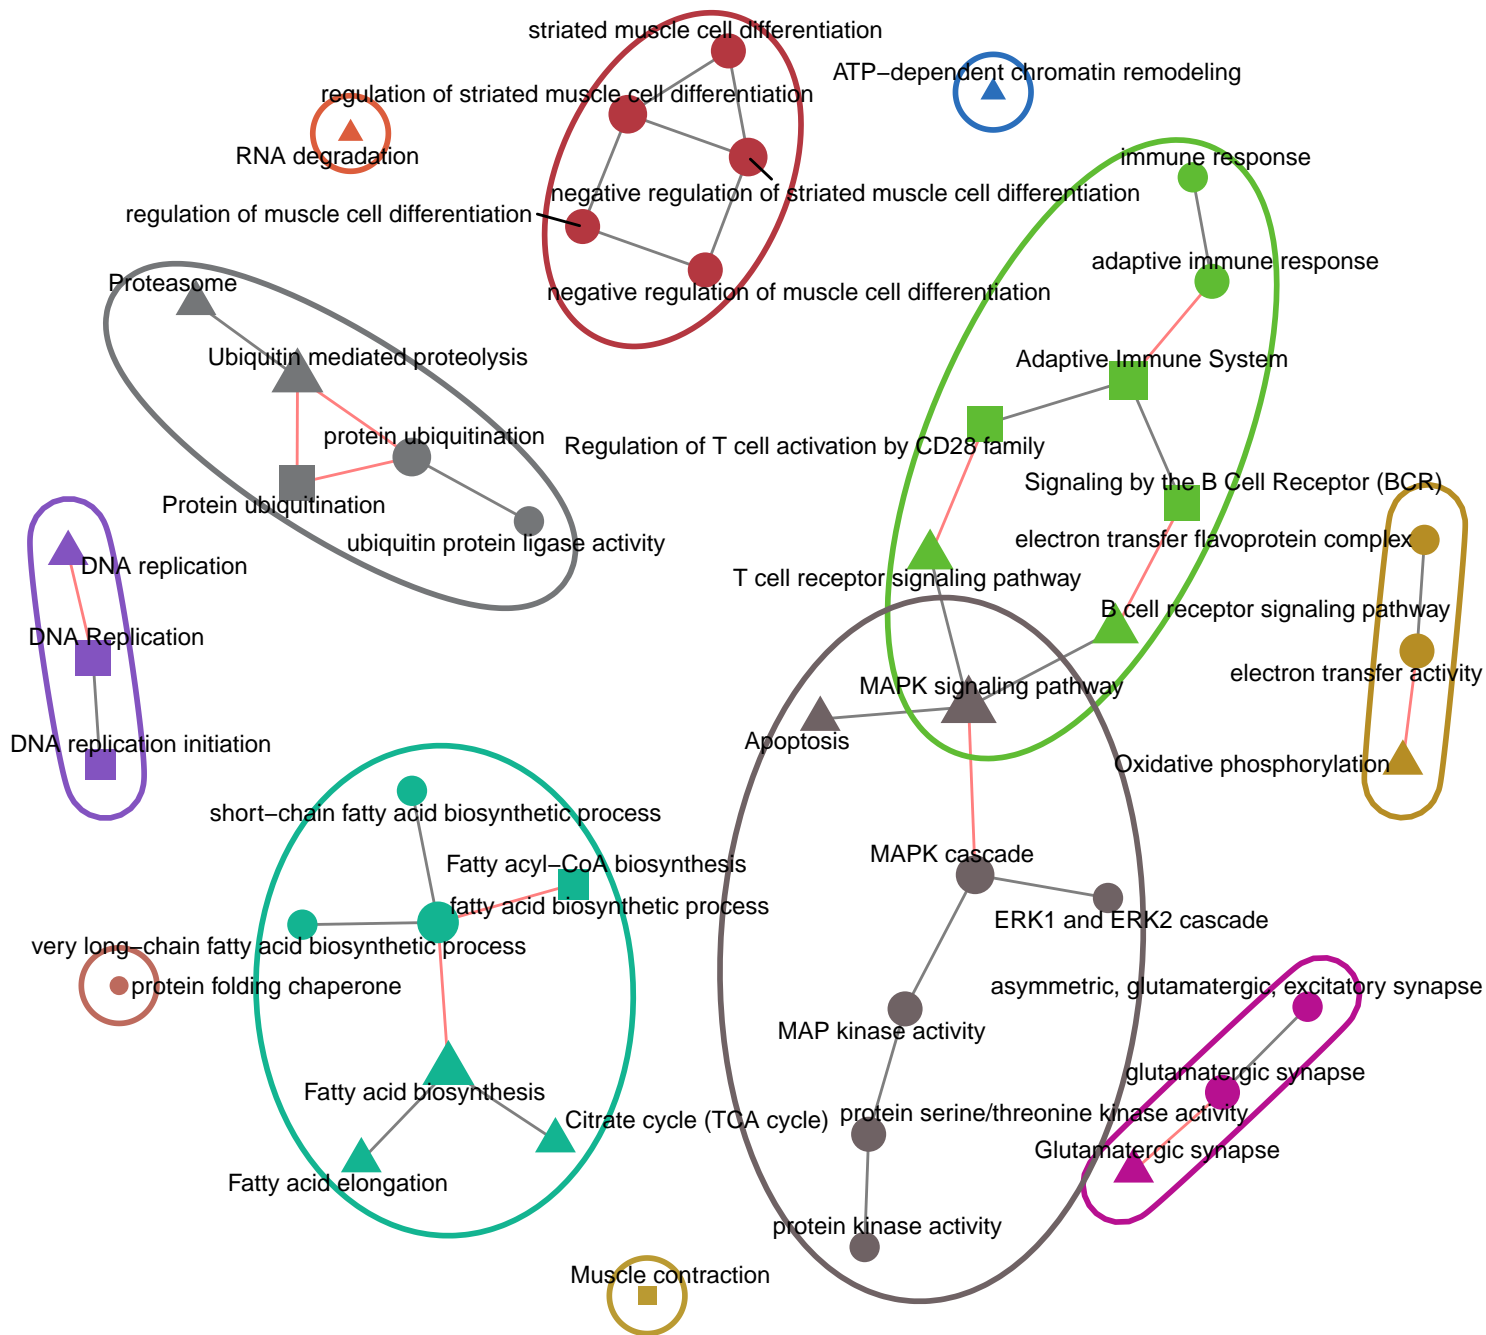 striated muscle cell differentiation
ATP−dependent chromatin remodeling
regulation of striated muscle cell differentiation
RNA degradation
immune response
negative regulation of striated muscle cell differentiation
regulation of muscle cell differentiation
adaptive immune response
Proteasome
negative regulation of muscle cell differentiation
Ubiquitin mediated proteolysis
Adaptive Immune System
protein ubiquitination
Regulation of T cell activation by CD28 family
Signaling by the B Cell Receptor (BCR)
Protein ubiquitination
ubiquitin protein ligase activity
electron transfer flavoprotein complex
DNA replication
T cell receptor signaling pathway
B cell receptor signaling pathway
DNA Replication
electron transfer activity
MAPK signaling pathway
DNA replication initiation
Apoptosis
Oxidative phosphorylation
short−chain fatty acid biosynthetic process
MAPK cascade
Fatty acyl−CoA biosynthesis
fatty acid biosynthetic process
ERK1 and ERK2 cascade
very long−chain fatty acid biosynthetic process
protein folding chaperone
asymmetric, glutamatergic, excitatory synapse
MAP kinase activity
glutamatergic synapse
Fatty acid biosynthesis
protein serine/threonine kinase activity
Citrate cycle (TCA cycle)
Glutamatergic synapse
Fatty acid elongation
protein kinase activity
Muscle contraction